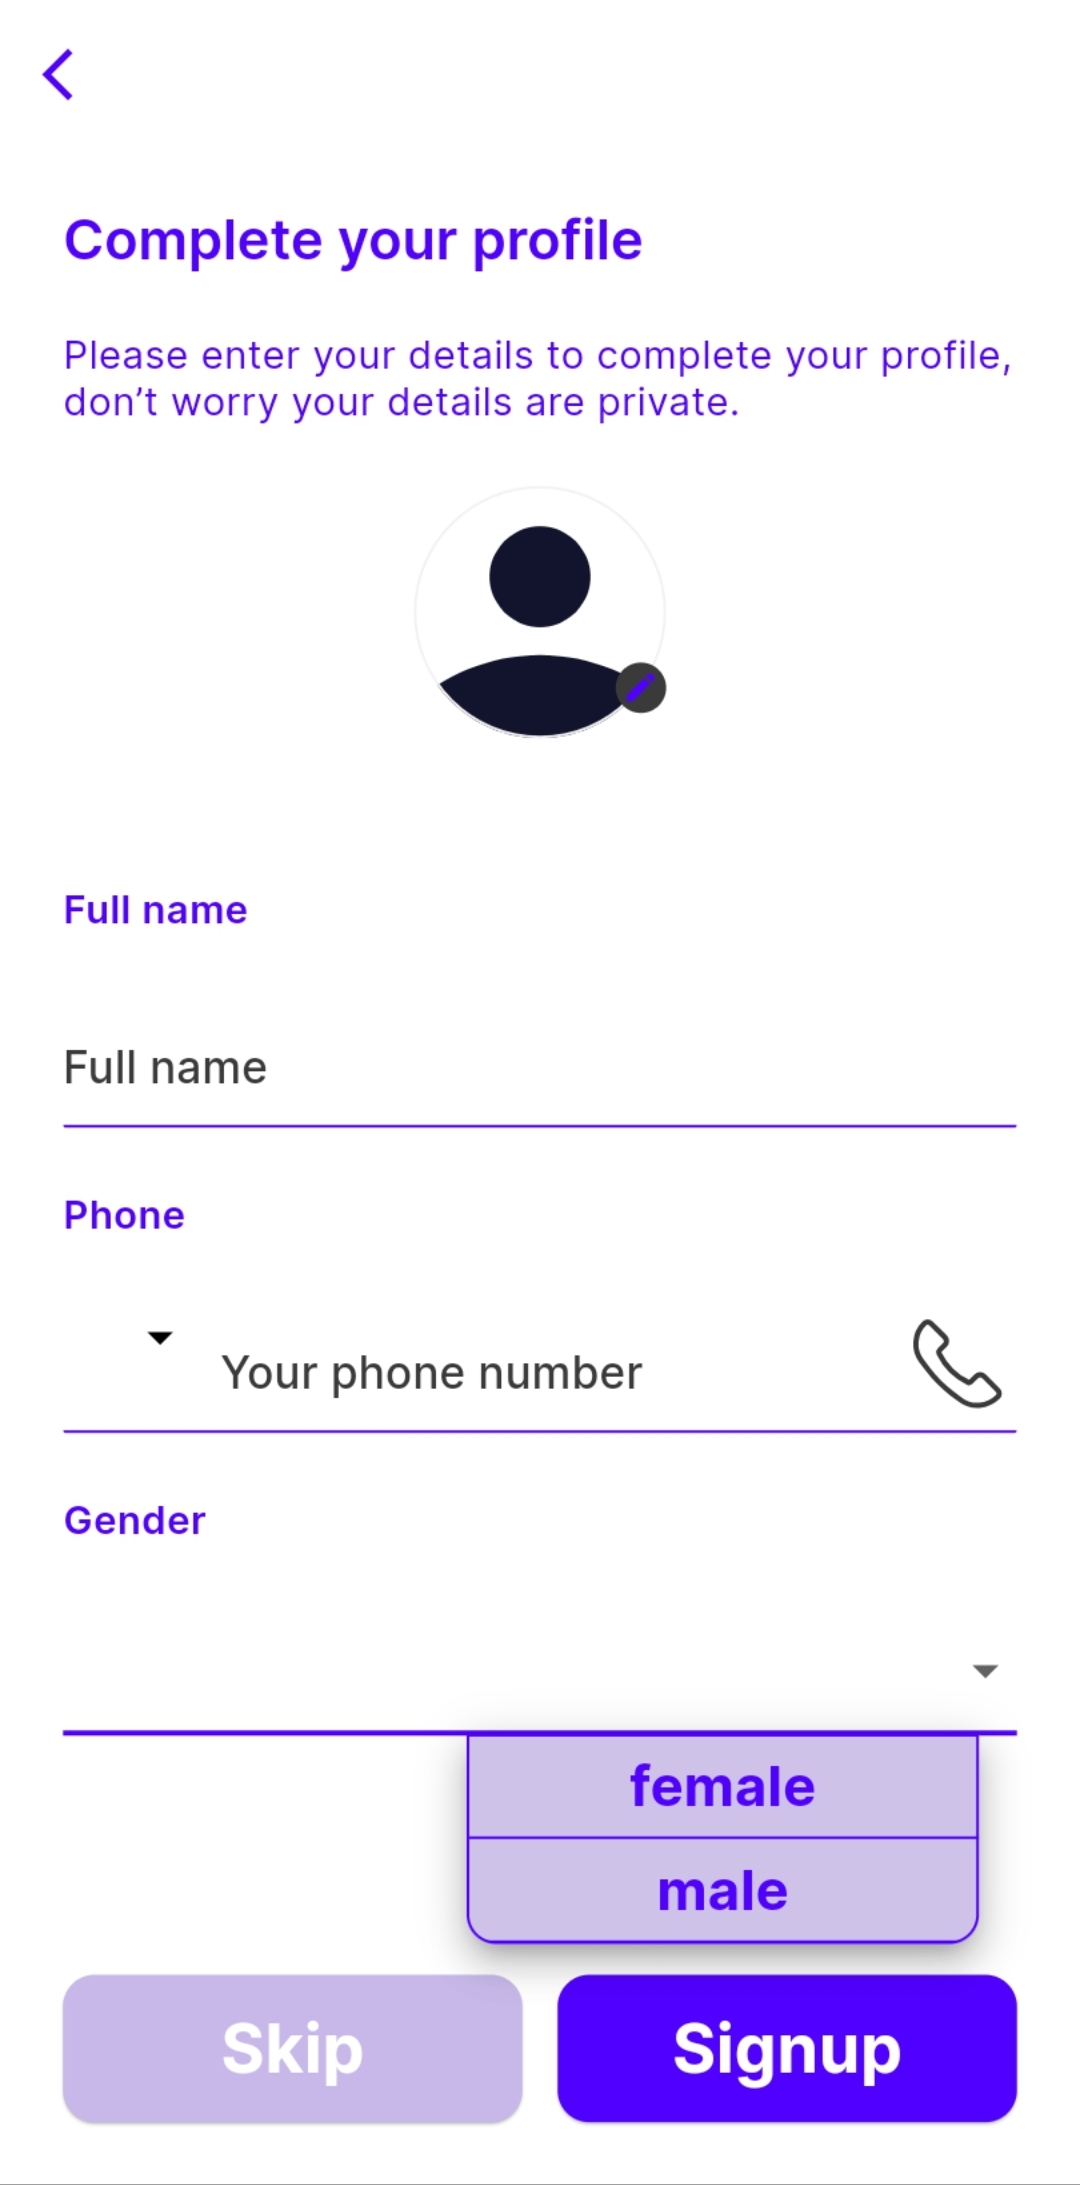 Complete your profile
Please enter your details to complete your profile,
don’t worry your details are private.
Full name
Full name
Phone
Your phone number
Gender
female
male
Skip
Signup